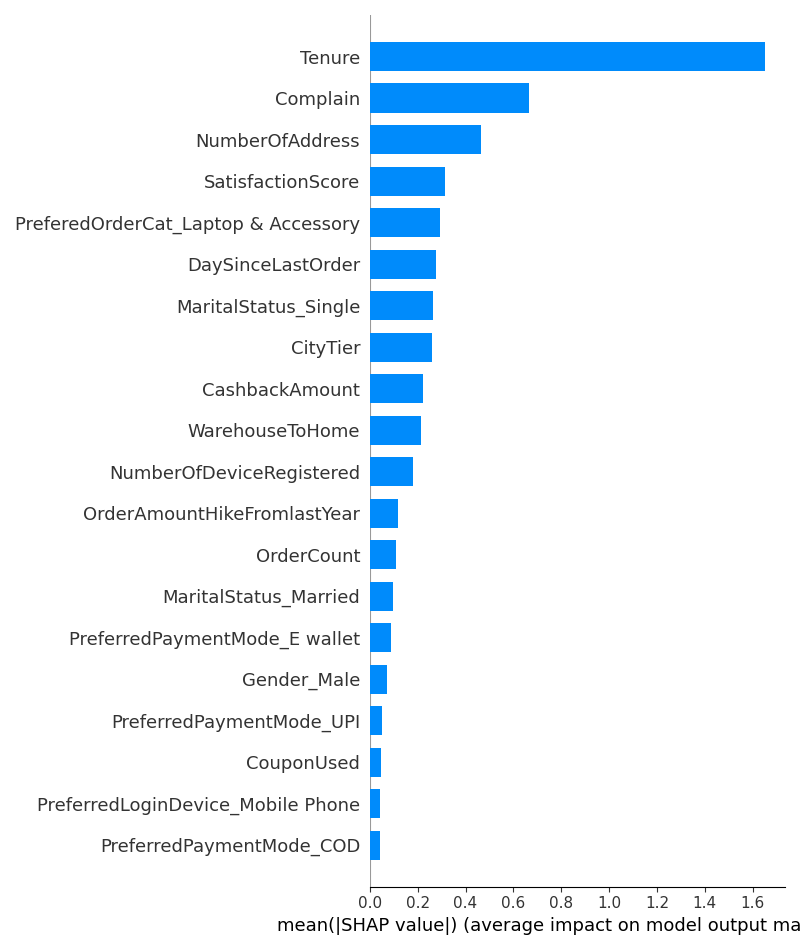 Tenure
Complain
NumberOfAddress
SatisfactionScore
PreferedOrderCat_Laptop & Accessory
DaySinceLastOrder
MaritalStatus_Single
CityTier
CashbackAmount
WarehouseToHome
NumberOfDeviceRegistered
OrderAmountHikeFromlastYear
OrderCount
MaritalStatus_Married
PreferredPaymentMode_E wallet
Gender_Male
PreferredPaymentMode_UPI
CouponUsed
PreferredLoginDevice_Mobile Phone
PreferredPaymentMode_COD
0.0 0.2 0.4 0.6 0.8 1.0 1.2 1.4 1.6
mean(|SHAP value|) (average impact on model output ma